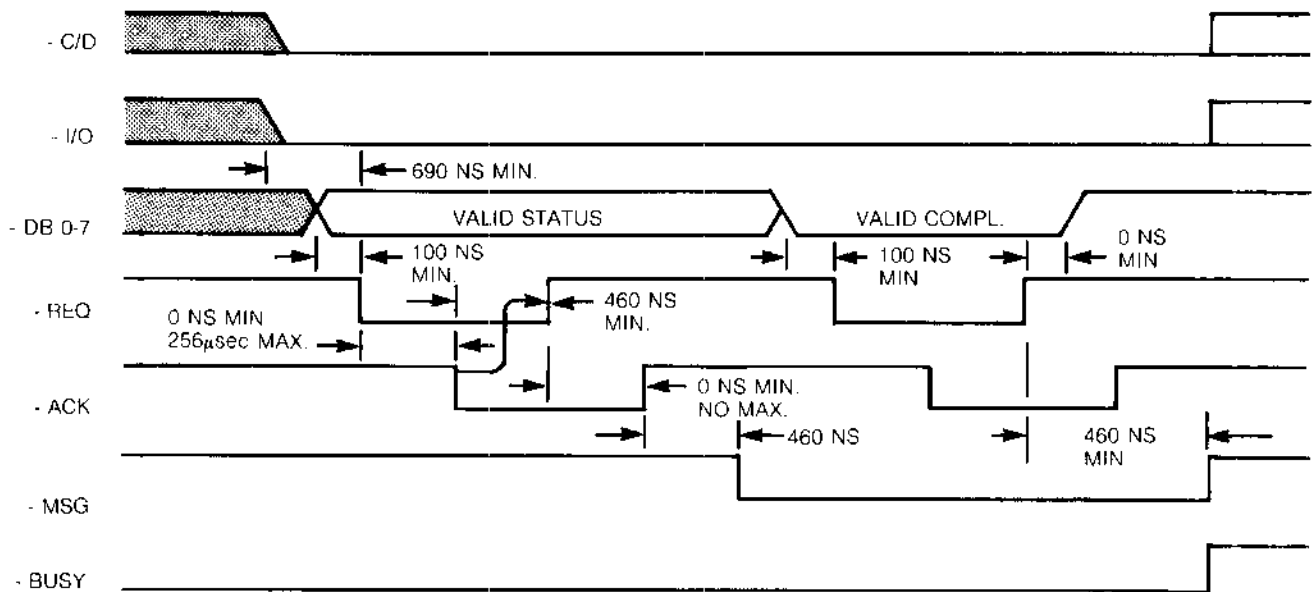 - C/D
- I/O
690 NS MIN.
- DB 0-7
VALID STATUS
VALID COMPL.
100 NS
MIN.
100 NS
MIN
0 NS
MIN
- REQ
0 NS MIN
256µsec MAX.
460 NS
MIN.
- ACK
0 NS MIN.
NO MAX.
460 NS
460 NS
MIN
- MSG
- BUSY